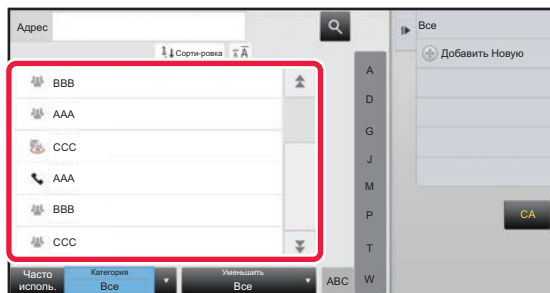 Адрес
Сорти-ровка
A Ā
BBB
AAA
CCC
AAA
BBB
CCC
A
D
G
J
M
P
T
W
Часто исполь.
Категория
Все
Уменьшить
Все
ABC
Все
Добавить Новую
CA